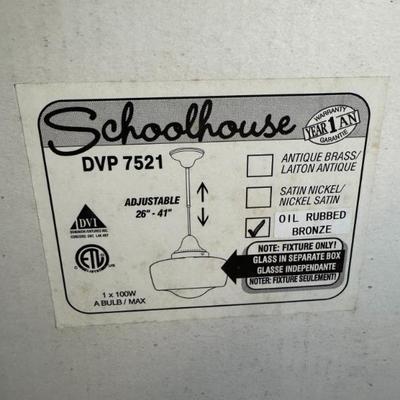 Schoolhouse
WARRANTY
YEAR 1 AN
GARANTIE
DVP 7521
ADJUSTABLE
26" - 41"
ANTIQUE BRASS/
LAITON ANTIQUE
SATIN NICKEL/
NICKEL SATIN
OIL RUBBED
BRONZE
DVI
NOTE: FIXTURE ONLY!
GLASS IN SEPARATE BOX
GLASSE INDEPENDANTE
NOTER: FIXTURE SEULEMENT!
ETL
1 x 100W
A BULB / MAX